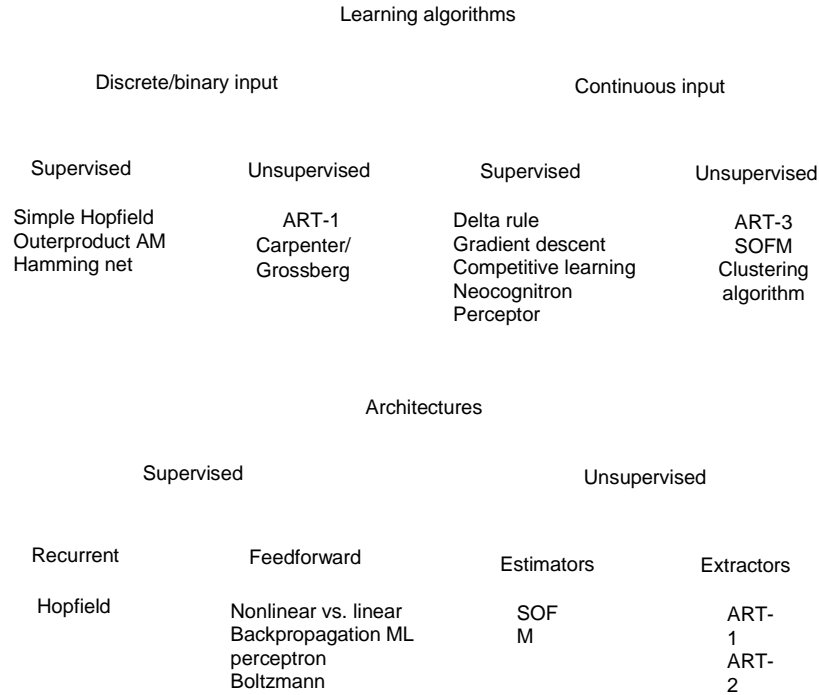 Learning algorithms
Discrete/binary input
Continuous input
Supervised
Unsupervised
Supervised
Unsupervised
Simple Hopfield
Outerproduct AM
Hamming net
ART-1
Carpenter/
Grossberg
Delta rule
Gradient descent
Competitive learning
Neocognitron
Perceptor
ART-3
SOFM
Clustering
algorithm
Architectures
Supervised
Unsupervised
Recurrent
Feedforward
Estimators
Extractors
Hopfield
Nonlinear vs. linear
Backpropagation ML
perceptron
Boltzmann
SOF
M
ART-
1
ART-
2